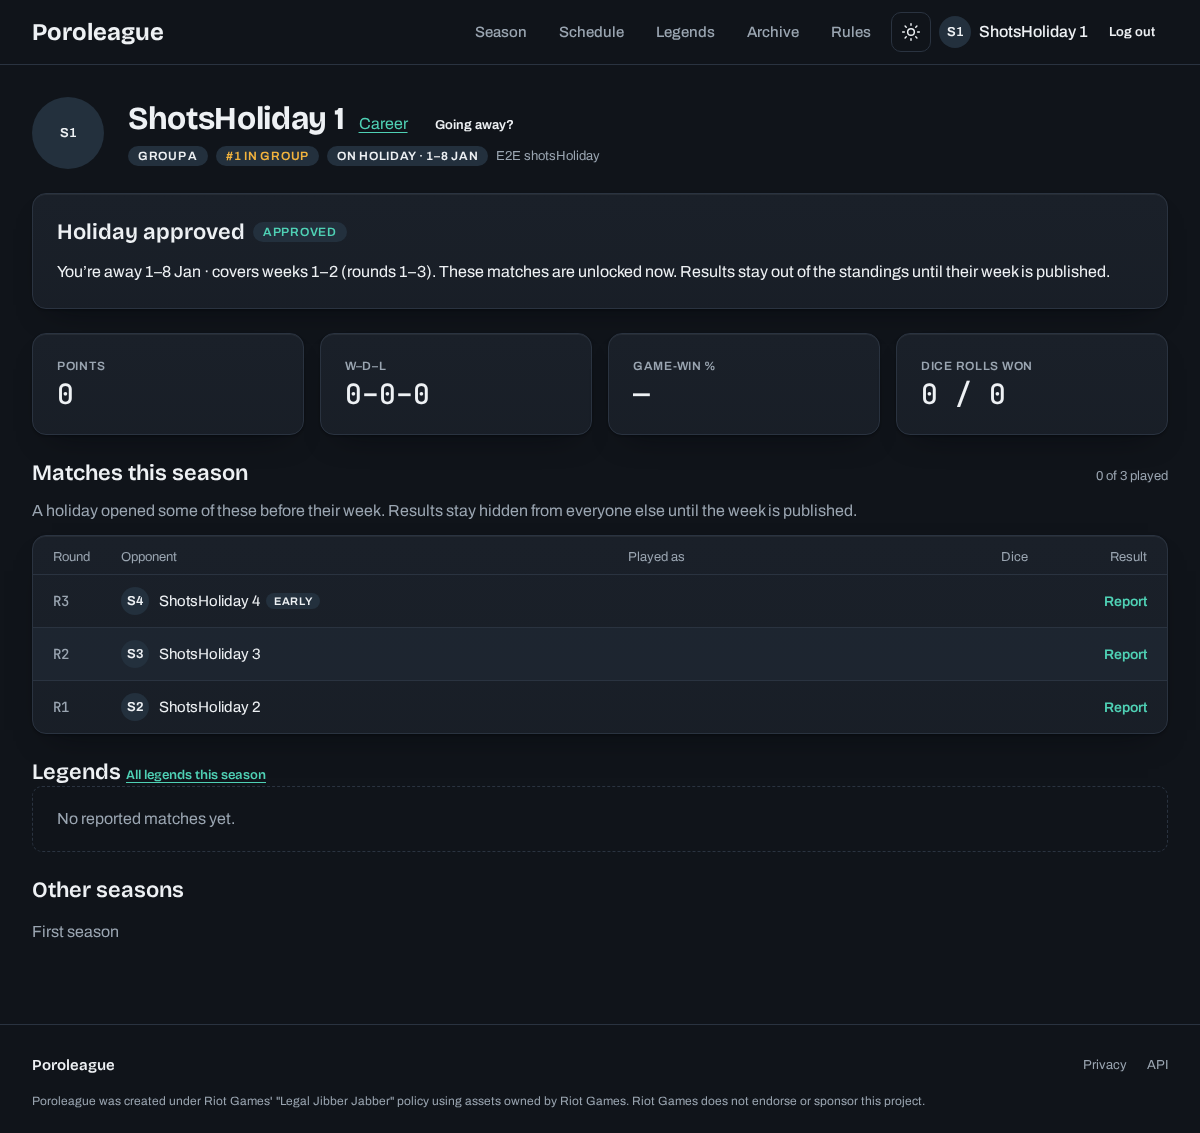 Poroleague
Season Schedule Legends Archive Rules S1 ShotsHoliday 1 Log out
S1
ShotsHoliday 1 Career Going away?
GROUP A #1 IN GROUP ON HOLIDAY · 1–8 JAN E2E shotsHoliday
Holiday approved APPROVED
You’re away 1–8 Jan · covers weeks 1–2 (rounds 1–3). These matches are unlocked now. Results stay out of the standings until their week is published.
POINTS W–D–L GAME-WIN % DICE ROLLS WON
0 0–0–0 — 0 / 0
Matches this season 0 of 3 played
A holiday opened some of these before their week. Results stay hidden from everyone else until the week is published.
Round Opponent Played as Dice Result
R3 S4 ShotsHoliday 4 EARLY Report
R2 S3 ShotsHoliday 3 Report
R1 S2 ShotsHoliday 2 Report
Legends All legends this season
No reported matches yet.
Other seasons
First season
Poroleague Privacy API
Poroleague was created under Riot Games' "Legal Jibber Jabber" policy using assets owned by Riot Games. Riot Games does not endorse or sponsor this project.